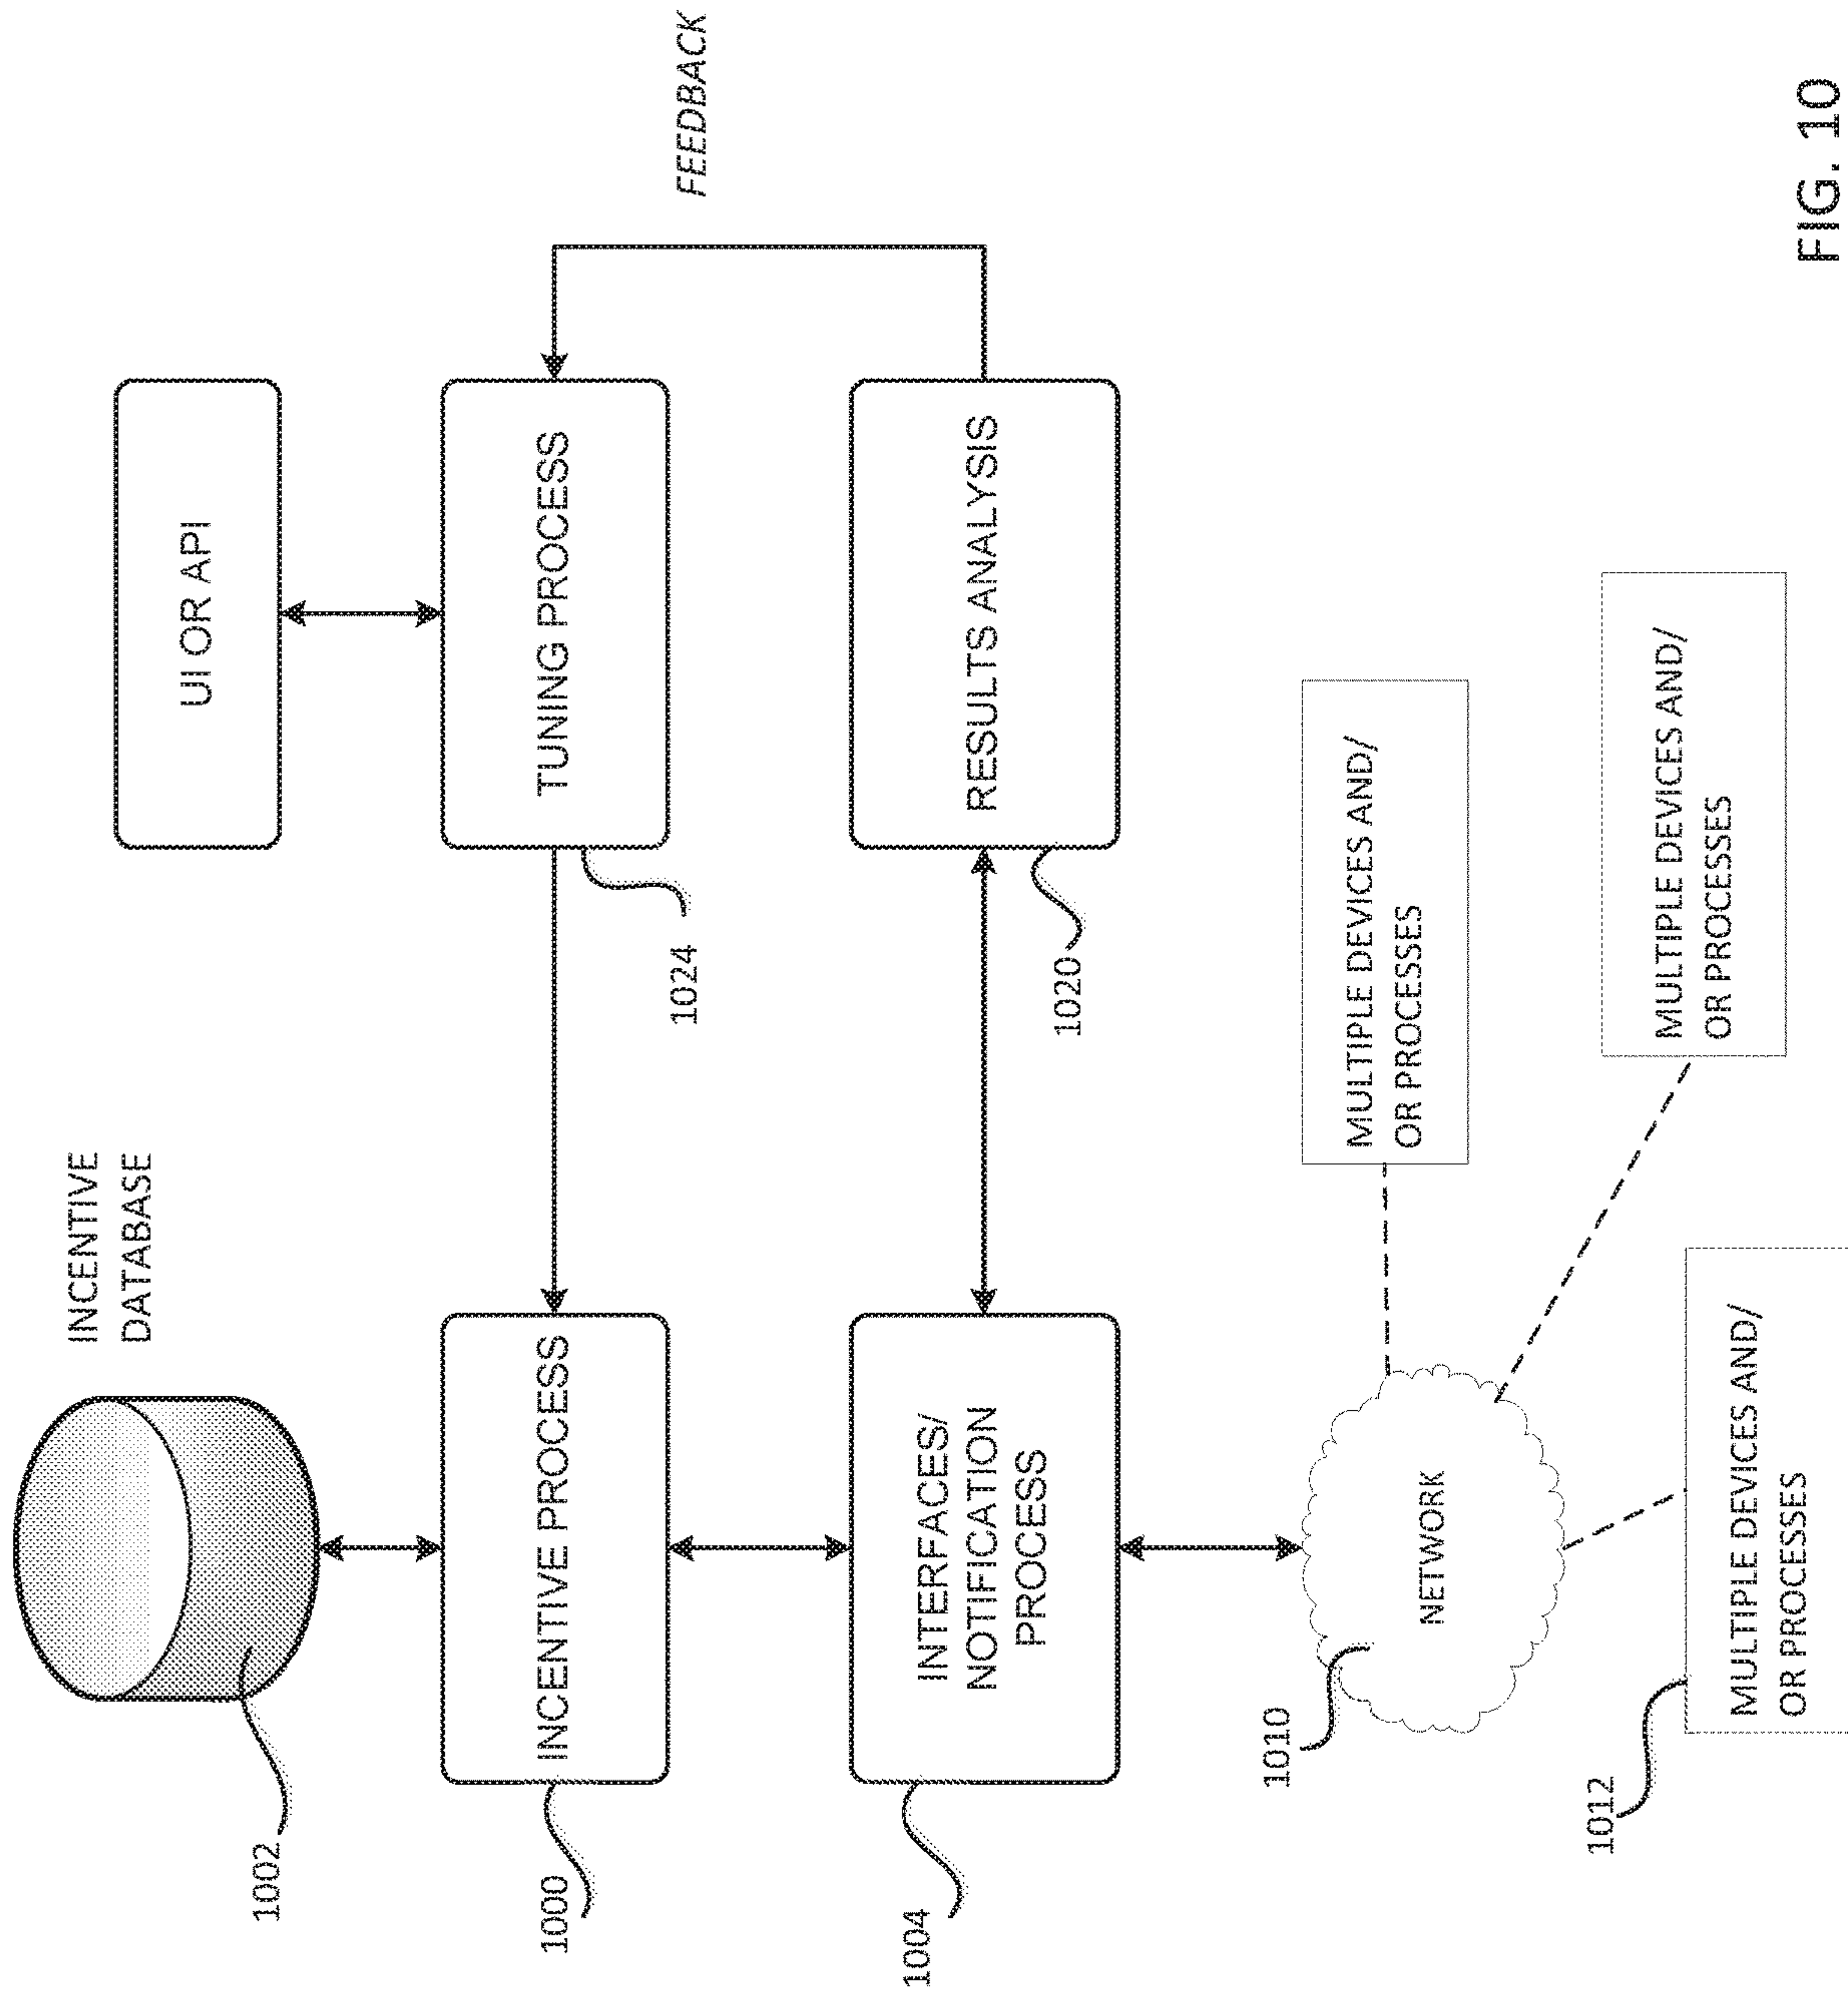 INCENTIVE
DATABASE
1002
UI OR API
1000
INCENTIVE PROCESS
TUNING PROCESS
1024
FEEDBACK
1004
INTERFACES/
NOTIFICATION
PROCESS
RESULTS ANALYSIS
1020
1010
NETWORK
MULTIPLE DEVICES AND/
OR PROCESSES
MULTIPLE DEVICES AND/
OR PROCESSES
1012
MULTIPLE DEVICES AND/
OR PROCESSES
FIG. 10